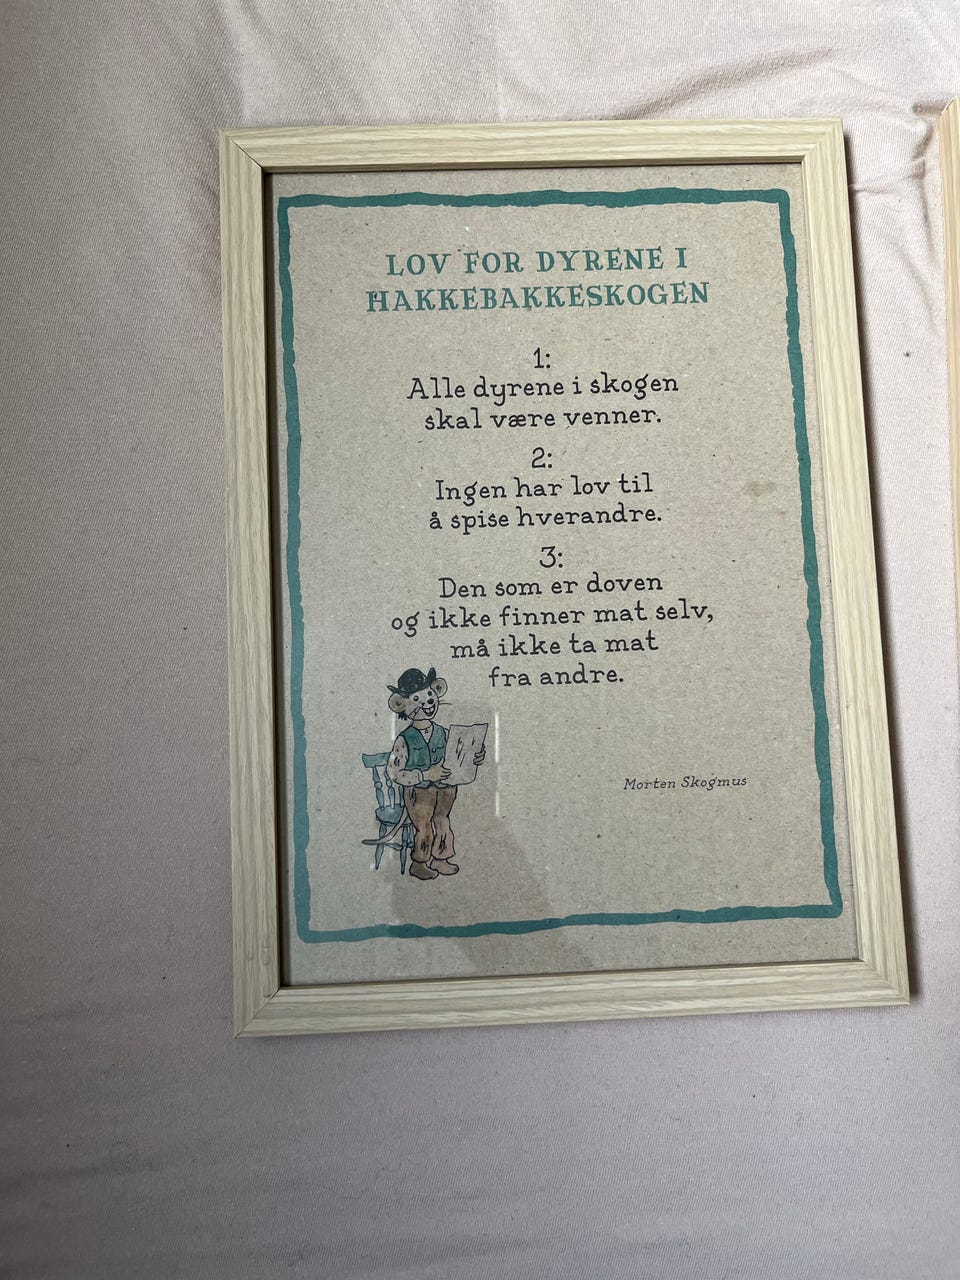 LOV FOR DYRENE I
HAKKEBAKKESKOGEN
1:
Alle dyrene i skogen
skal være venner.
2:
Ingen har lov til
å spise hverandre.
3:
Den som er doven
og ikke finner mat selv,
må ikke ta mat
fra andre.
Morten Skogmus